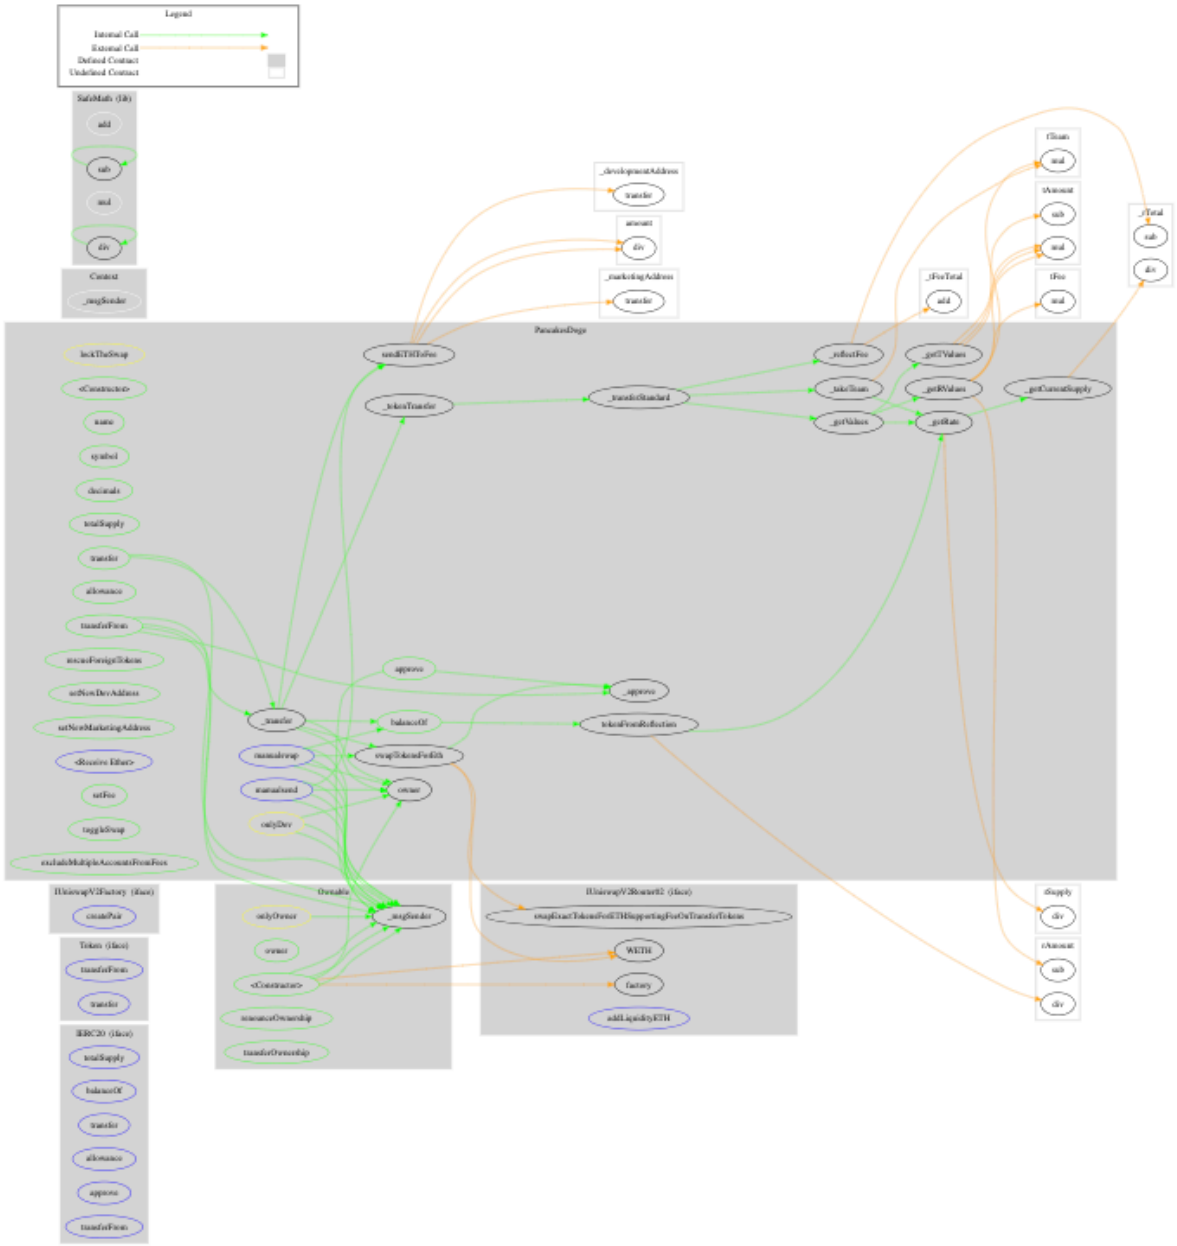 Legend
Internal Call
External Call
Defined Contract
Undefined Contract
SafeMath (lib)
add
sub
mul
div
Context
_msgSender
_developmentAddress
transfer
amount
div
_marketingAddress
transfer
_tFeeTotal
add
tTeam
mul
tAmount
sub
mul
tFee
mul
_rTotal
sub
div
PancakesDoge
lockTheSwap
<Constructor>
name
symbol
decimals
totalSupply
transfer
allowance
transferFrom
rescueForeignTokens
setNewDevAddress
setNewMarketingAddress
<Receive Ether>
setFee
toggleSwap
excludeMultipleAccountsFromFees
_transfer
manualswap
manualsend
onlyDev
sendETHToFee
_tokenTransfer
approve
balanceOf
swapTokensForEth
owner
_transferStandard
_approve
tokenFromReflection
_reflectFee
_takeTeam
_getValues
_getTValues
_getRValues
_getRate
_getCurrentSupply
IUniswapV2Factory (iface)
createPair
Token (iface)
transferFrom
transfer
IERC20 (iface)
totalSupply
balanceOf
transfer
allowance
approve
transferFrom
Ownable
onlyOwner
owner
<Constructor>
renounceOwnership
transferOwnership
_msgSender
IUniswapV2Router02 (iface)
swapExactTokensForETHSupportingFeeOnTransferTokens
WETH
factory
addLiquidityETH
tSupply
div
rAmount
sub
div